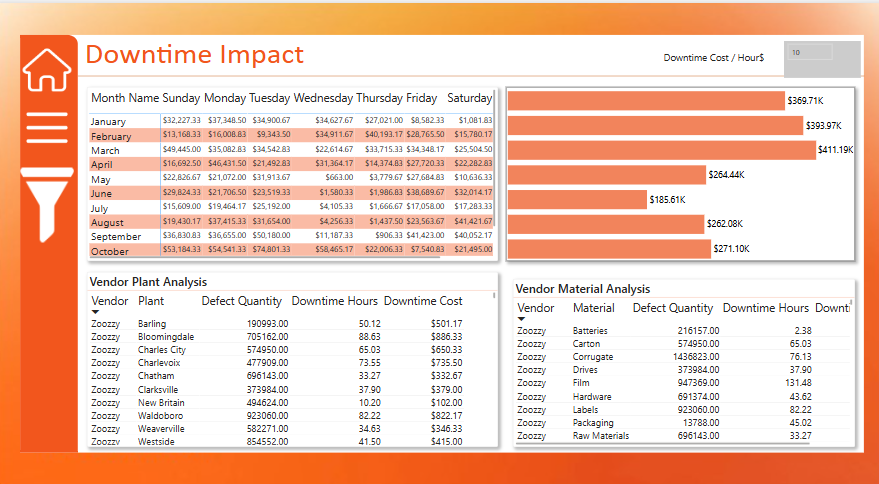 Downtime Impact
Downtime Cost / Hour$ 10
Month Name Sunday Monday Tuesday Wednesday Thursday Friday Saturday
January $32,227.33 $37,348.50 $34,900.67 $34,627.67 $27,021.00 $8,582.33 $1,081.83
February $13,168.33 $16,008.83 $9,343.50 $34,911.67 $40,193.17 $28,765.50 $15,780.17
March $49,445.00 $35,082.83 $34,542.83 $22,614.67 $33,715.33 $34,348.17 $25,504.50
April $16,692.50 $46,431.50 $21,492.83 $31,364.17 $14,374.83 $27,720.33 $22,282.83
May $22,826.67 $21,072.00 $31,913.67 $663.00 $3,779.67 $27,684.83 $10,636.33
June $29,824.33 $21,706.50 $23,519.33 $1,580.33 $1,986.83 $38,689.67 $32,014.17
July $15,609.00 $19,464.17 $25,192.00 $4,105.33 $1,666.67 $17,058.00 $17,283.33
August $19,430.17 $37,415.33 $31,654.00 $4,256.33 $1,437.50 $23,563.67 $41,421.67
September $36,830.83 $36,655.00 $50,180.00 $11,187.33 $906.33 $41,423.00 $40,052.17
October $53,184.33 $54,541.33 $74,801.33 $58,465.17 $22,006.33 $7,540.83 $21,495.00
$369.71K
$393.97K
$411.19K
$264.44K
$185.61K
$262.08K
$271.10K
Vendor Plant Analysis
Vendor Plant Defect Quantity Downtime Hours Downtime Cost
Zoozzy Barling 190993.00 50.12 $501.17
Zoozzy Bloomingdale 705162.00 88.63 $886.33
Zoozzy Charles City 574950.00 65.03 $650.33
Zoozzy Charlevoix 477909.00 73.55 $735.50
Zoozzy Chatham 696143.00 33.27 $332.67
Zoozzy Clarksville 373984.00 37.90 $379.00
Zoozzy New Britain 494624.00 10.20 $102.00
Zoozzy Waldoboro 923060.00 82.22 $822.17
Zoozzy Weaverville 582271.00 34.63 $346.33
Zoozzy Westside 854552.00 41.50 $415.00
Vendor Material Analysis
Vendor Material Defect Quantity Downtime Hours Downti
Zoozzy Batteries 216157.00 2.38
Zoozzy Carton 574950.00 65.03
Zoozzy Corrugate 1436823.00 76.13
Zoozzy Drives 373984.00 37.90
Zoozzy Film 947369.00 131.48
Zoozzy Hardware 691374.00 43.62
Zoozzy Labels 923060.00 82.22
Zoozzy Packaging 13788.00 45.02
Zoozzy Raw Materials 696143.00 33.27